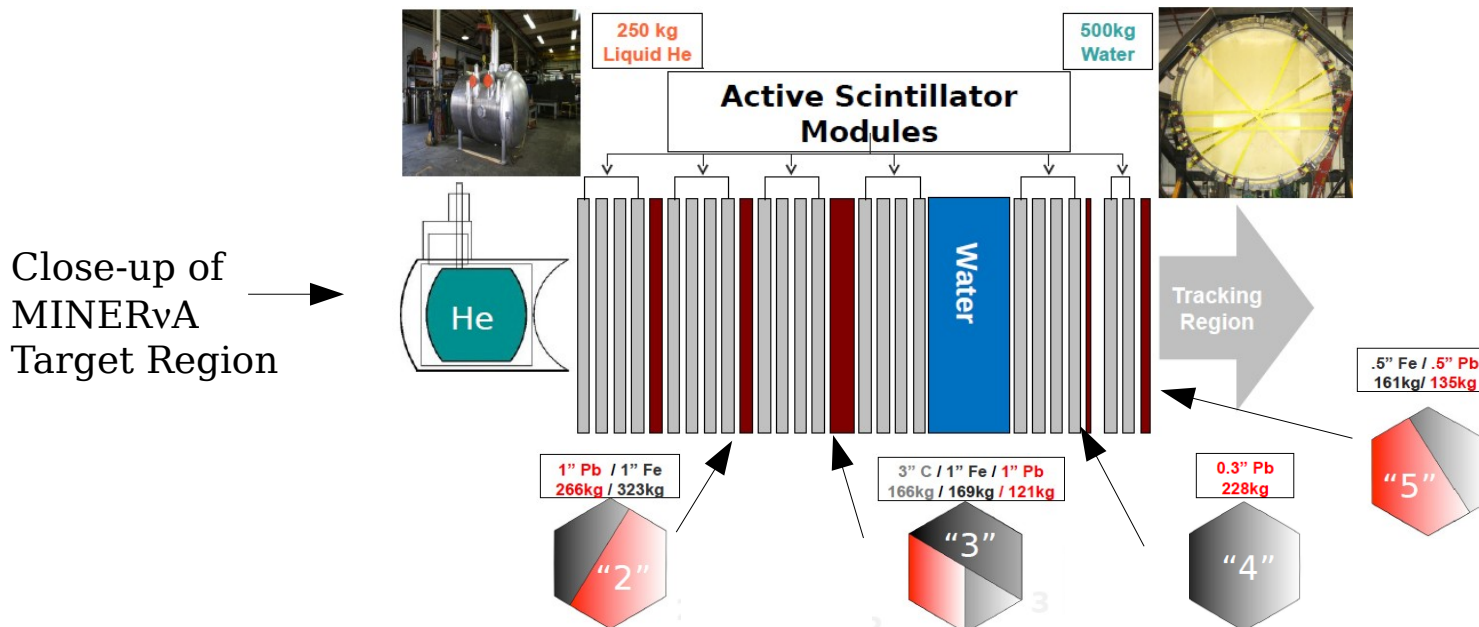 250 kg
Liquid He
500kg
Water
Active Scintillator
Modules
Close-up of
MINERνA
Target Region
He
Water
Tracking
Region
.5” Fe / .5” Pb
161kg/ 135kg
1” Pb / 1” Fe
266kg / 323kg
3” C / 1” Fe / 1” Pb
166kg / 169kg / 121kg
0.3” Pb
228kg
“5”
“2”
“3”
“4”
3